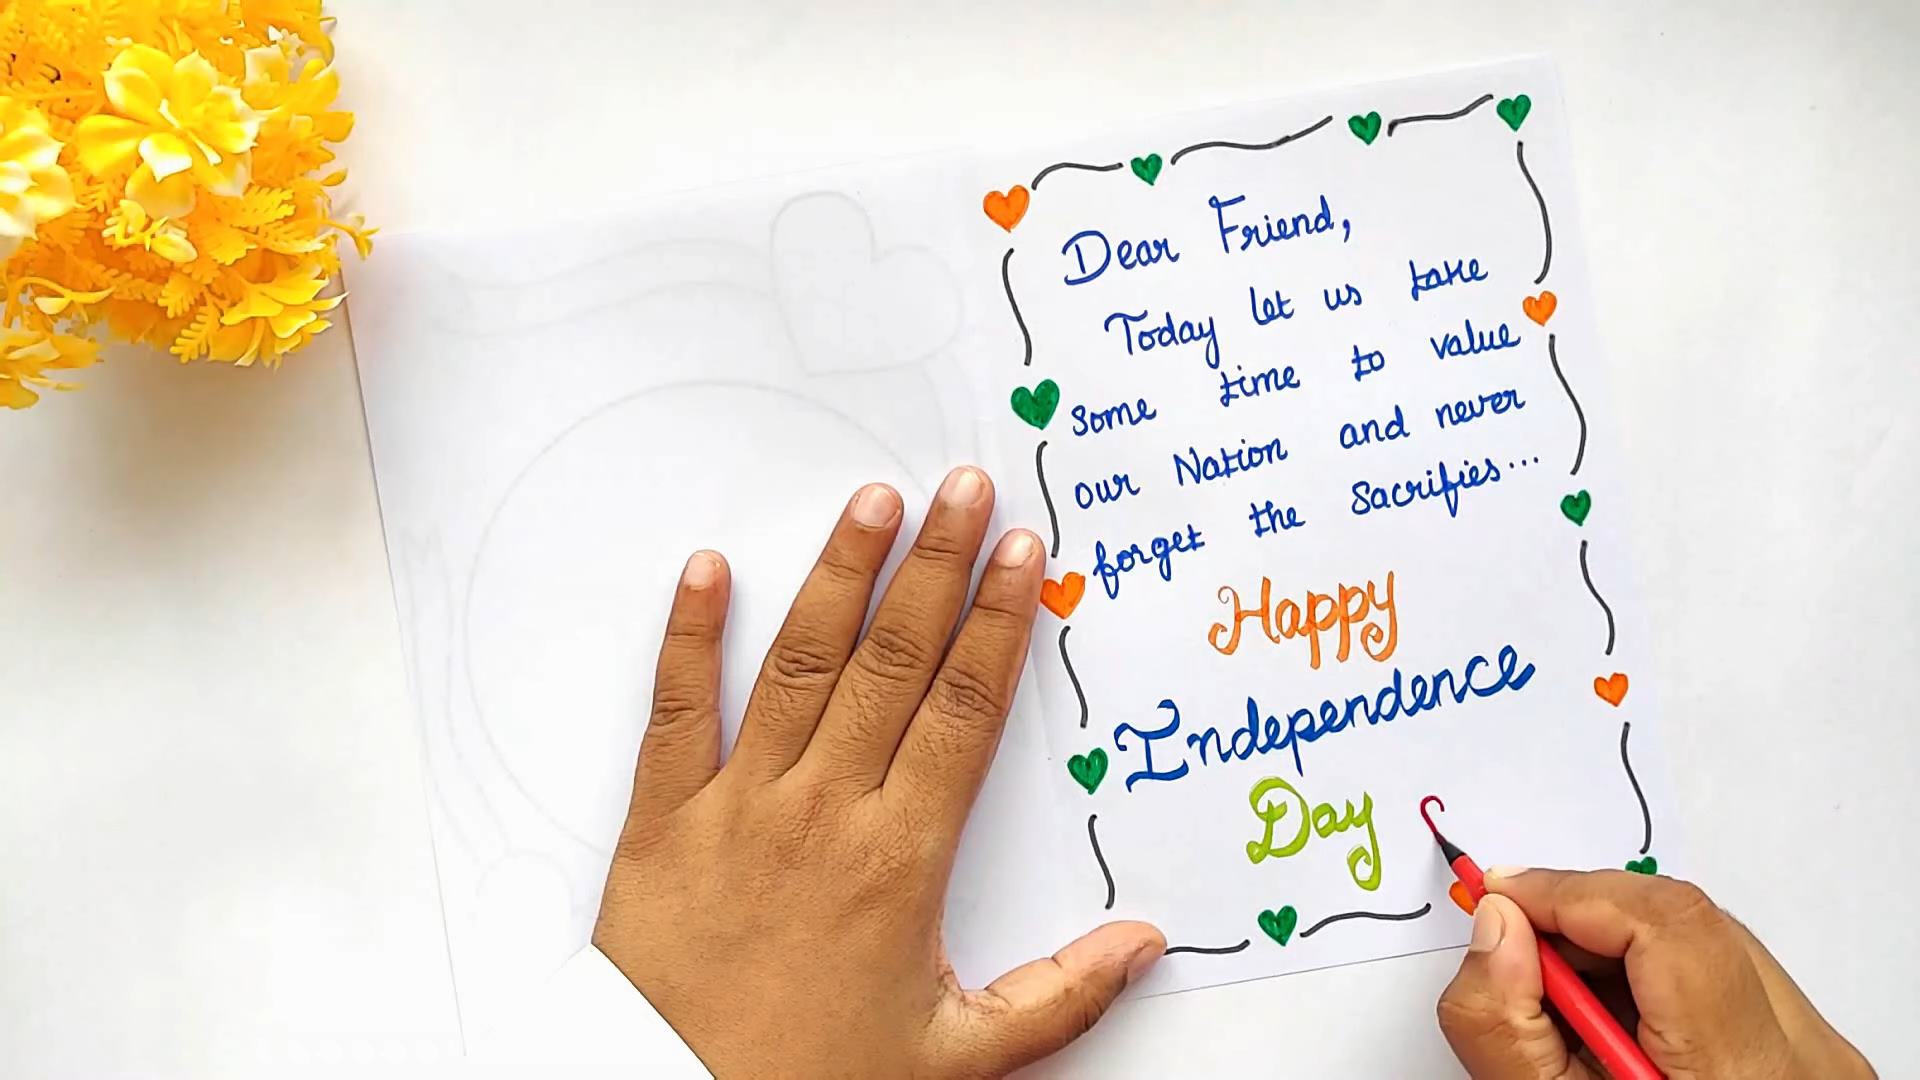 Dear Friend,
Today let us take
some time to value
our Nation and never
forget the Sacrifies...
Happy
Independence
Day